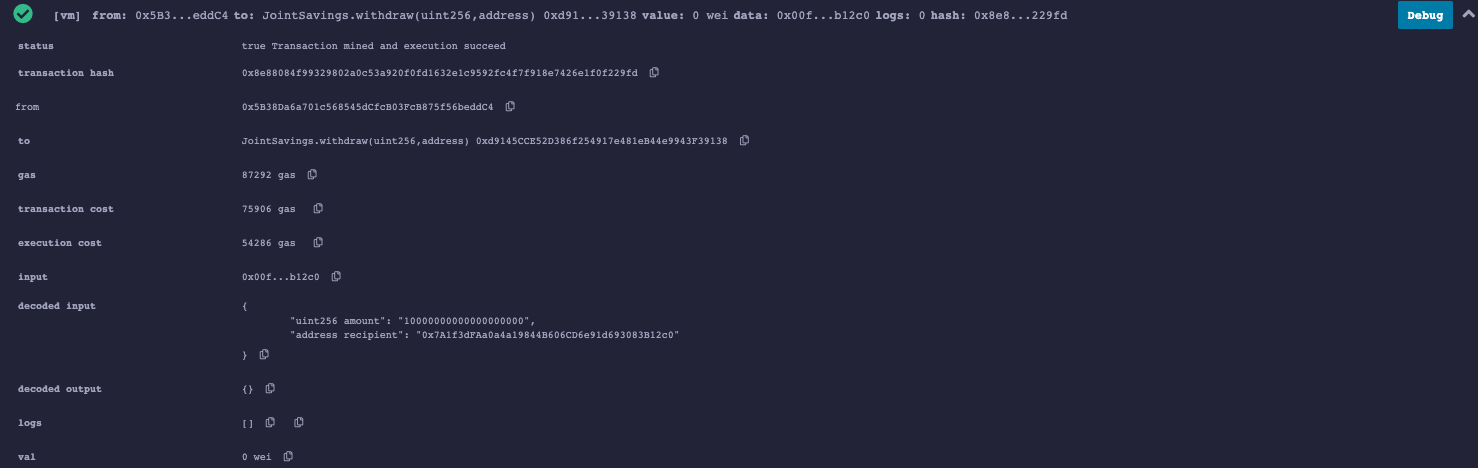 [vm] from: 0x5B3...eddC4 to: JointSavings.withdraw(uint256,address) 0xd91...39138 value: 0 wei data: 0x00f...b12c0 logs: 0 hash: 0x8e8...229fd Debug
status true Transaction mined and execution succeed
transaction hash 0x8e88084f99329802a0c53a920f0fd1632e1c9592fc4f7f918e7426e1f0f229fd
from 0x5B38Da6a701c568545dCfcB03FcB875f56beddC4
to JointSavings.withdraw(uint256,address) 0xd9145CCE52D386f254917e481eB44e9943F39138
gas 87292 gas
transaction cost 75906 gas
execution cost 54286 gas
input 0x00f...b12c0
decoded input {
"uint256 amount": "10000000000000000000",
"address recipient": "0x7A1f3dFAa0a4a19844B606CD6e91d693083B12c0"
}
decoded output {}
logs []
val 0 wei